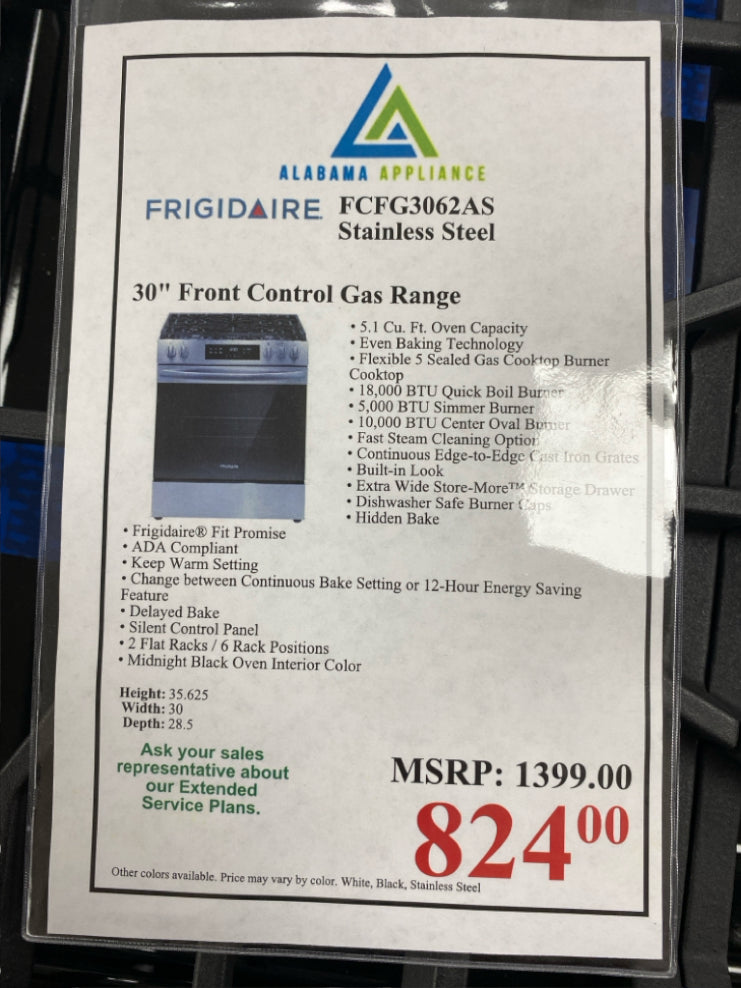 ALABAMA APPLIANCE
FRIGIDAIRE FCFG3062AS
Stainless Steel
30" Front Control Gas Range
• 5.1 Cu. Ft. Oven Capacity
• Even Baking Technology
• Flexible 5 Sealed Gas Cooktop Burner
Cooktop
• 18,000 BTU Quick Boil Burner
• 5,000 BTU Simmer Burner
• 10,000 BTU Center Oval Burner
• Fast Steam Cleaning Option
• Continuous Edge-to-Edge Cast Iron Grates
• Built-in Look
• Extra Wide Store-More™ Storage Drawer
• Dishwasher Safe Burner Caps
• Hidden Bake
• Frigidaire® Fit Promise
• ADA Compliant
• Keep Warm Setting
• Change between Continuous Bake Setting or 12-Hour Energy Saving
Feature
• Delayed Bake
• Silent Control Panel
• 2 Flat Racks / 6 Rack Positions
• Midnight Black Oven Interior Color
Height: 35.625
Width: 30
Depth: 28.5
Ask your sales
representative about
our Extended
Service Plans.
MSRP: 1399.00
824⁰⁰
Other colors available. Price may vary by color. White, Black, Stainless Steel